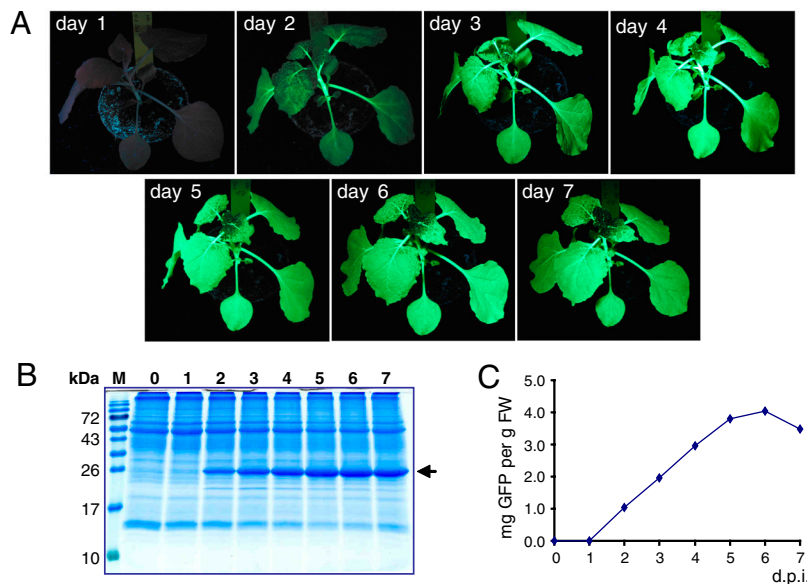 A
day 1
day 2
day 3
day 4
day 5
day 6
day 7
B
kDa M 0 1 2 3 4 5 6 7
72
43
26
17
10
C
mg GFP per g FW
5.0
4.0
3.0
2.0
1.0
0.0
0 1 2 3 4 5 6 7
d.p.i